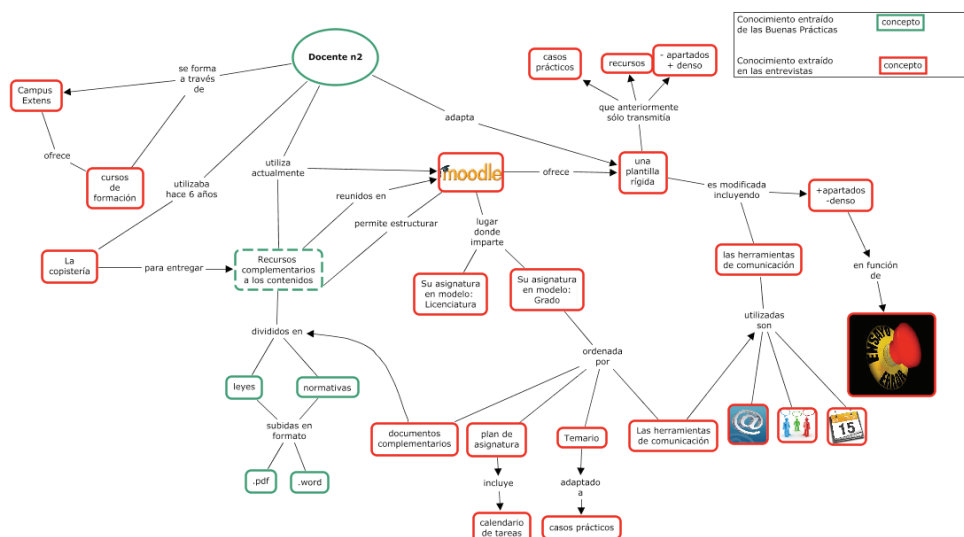 Conocimiento entraído
de las Buenas Prácticas
concepto
Conocimiento extraído
en las entrevistas
concepto
Docente n2
se forma
a través
de
Campus
Extens
ofrece
cursos
de
formación
utilizaba
hace 6 años
La
copistería
para entregar
utiliza
actualmente
reunidos en
permite estructurar
Recursos
complementarios
a los contenidos
moodle
ofrece
adapta
una
plantilla
rígida
que anteriormente
sólo transmitía
casos
prácticos
recursos
- apartados
+ denso
es modificada
incluyendo
+apartados
-denso
en función
de
ENSAYO
ERROR
las herramientas
de comunicación
utilizadas
son
@
15
lugar
donde
imparte
Su asignatura
en modelo:
Licenciatura
Su asignatura
en modelo:
Grado
ordenada
por
divididos en
leyes
normativas
subidas en
formato
.pdf
.word
documentos
complementarios
plan de
asignatura
incluye
calendario
de tareas
Temario
adaptado
a
casos prácticos
Las herramientas
de comunicación